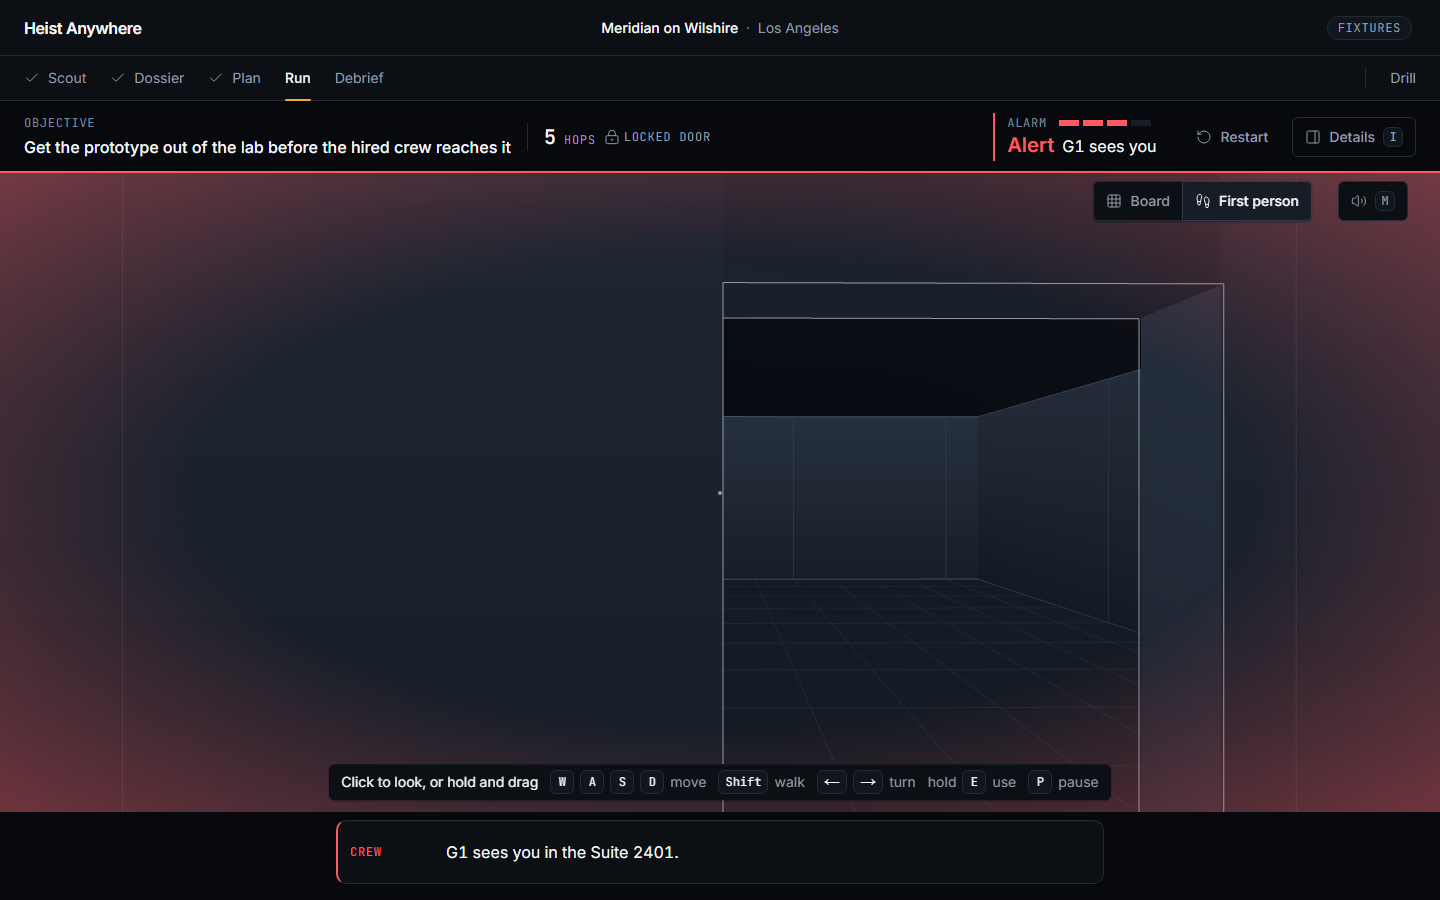 Heist Anywhere
Meridian on Wilshire · Los Angeles
FIXTURES
Scout
Dossier
Plan
Run
Debrief
Drill
OBJECTIVE
Get the prototype out of the lab before the hired crew reaches it
5 HOPS
LOCKED DOOR
ALARM
Alert G1 sees you
Restart
Details I
Board
First person
M
Click to look, or hold and drag W A S D move Shift walk ← → turn hold E use P pause
CREW
G1 sees you in the Suite 2401.